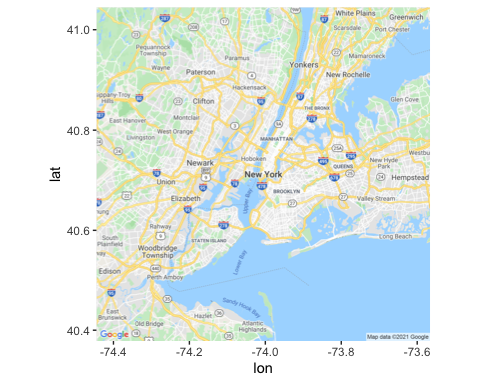 White Plains
Greenwich
Scarsdale
Port Chester
Pequannock
Township
Paramus
Mamaroneck
Wayne
Yonkers
Paterson
New Rochelle
Hackensack
Clifton
Glen Cove
THE BRONX
East Hanover
Montclair
Livingston
West Orange
MANHATTAN
Hoboken
Newark
QUEENS
New Hyde
Park
Union
New York
Hempstead
BROOKLYN
Elizabeth
Valley Stream
Upper Bay
Rahway
Long Beach
South
Plainfield
STATEN ISLAND
Woodbridge
Township
Lower Bay
Edison
Perth Amboy
Sandy Hook Bay
East
Brunswick
Hazlet
Old Bridge
Atlantic
Highlands
Google
Map data ©2021 Google
41.0
40.8
40.6
40.4
lat
-74.4
-74.2
-74.0
-73.8
-73.6
lon